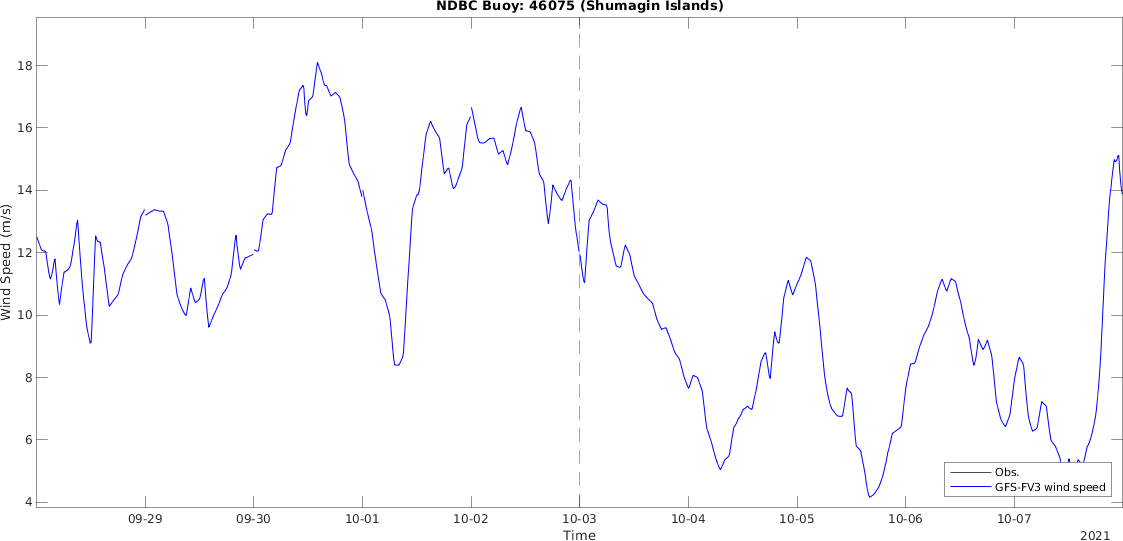 NDBC Buoy: 46075 (Shumagin Islands)
Wind Speed (m/s)
18
16
14
12
10
8
6
4
09-29 09-30 10-01 10-02 10-03 10-04 10-05 10-06 10-07
Time
2021
Obs.
GFS-FV3 wind speed